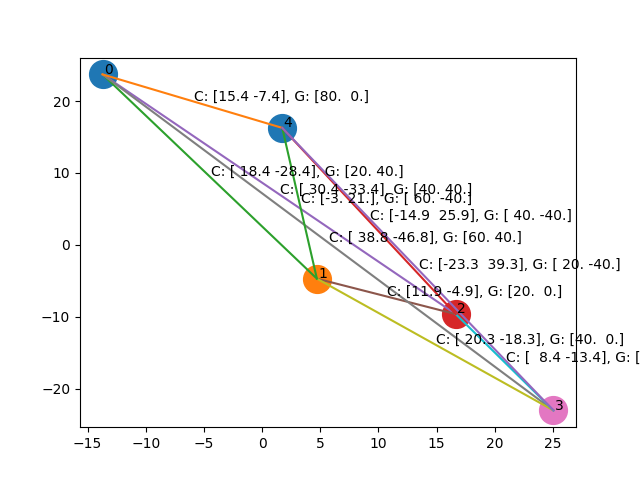 0
C: [15.4 -7.4], G: [80.  0.]
4
C: [ 18.4 -28.4], G: [20. 40.]
C: [ 30.4 -33.4], G: [40. 40.]
C: [-3. 21.], G: [ 60. -40.]
C: [-14.9  25.9], G: [ 40. -40.]
C: [ 38.8 -46.8], G: [60. 40.]
C: [-23.3  39.3], G: [ 20. -40.]
1
C: [11.9 -4.9], G: [20.  0.]
2
C: [ 20.3 -18.3], G: [40.  0.]
C: [  8.4 -13.4], G: [
3
20
10
0
−10
−20
−15 −10 −5 0 5 10 15 20 25